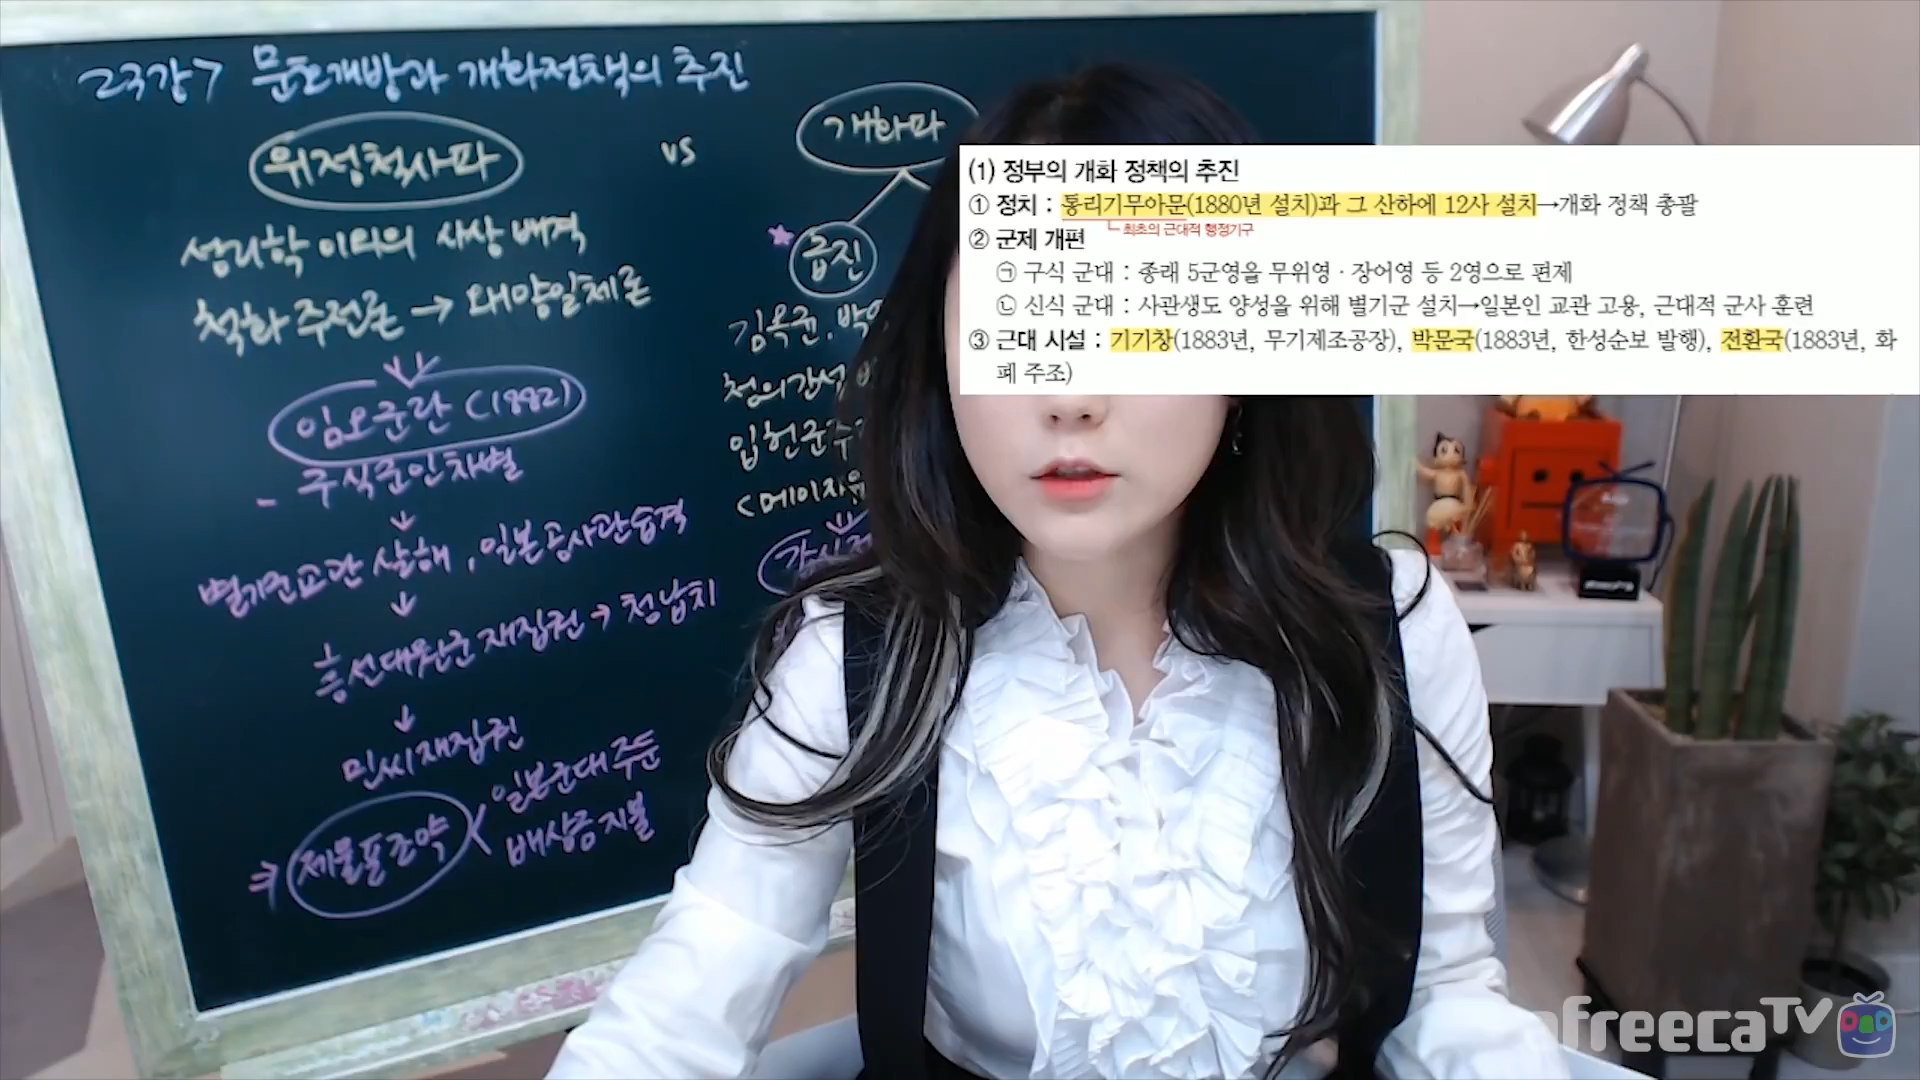 <23강> 문호개방과 개화정책의 추진
위정척사파
vs
개화파
성리학 이외의 사상 배격
척화주전론 → 왜양일체론
임오군란 (1882)
- 구식군인차별
별기군교관 살해, 일본공사관습격
흥선대원군 재집권 → 청납치
민씨재집권
⇒ 제물포조약 < 일본군대 주둔
배상금 지불
급진
김옥균, 박영
청의간섭
입헌군주
<메이지유
갑신정
(1) 정부의 개화 정책의 추진
① 정치 : 통리기무아문(1880년 설치)과 그 산하에 12사 설치→개화 정책 총괄
최초의 근대적 행정기구
② 군제 개편
㉠ 구식 군대 : 종래 5군영을 무위영 · 장어영 등 2영으로 편제
㉡ 신식 군대 : 사관생도 양성을 위해 별기군 설치→일본인 교관 고용, 근대적 군사 훈련
③ 근대 시설 : 기기창(1883년, 무기제조공장), 박문국(1883년, 한성순보 발행), 전환국(1883년, 화
폐 주조)
afreecaTV